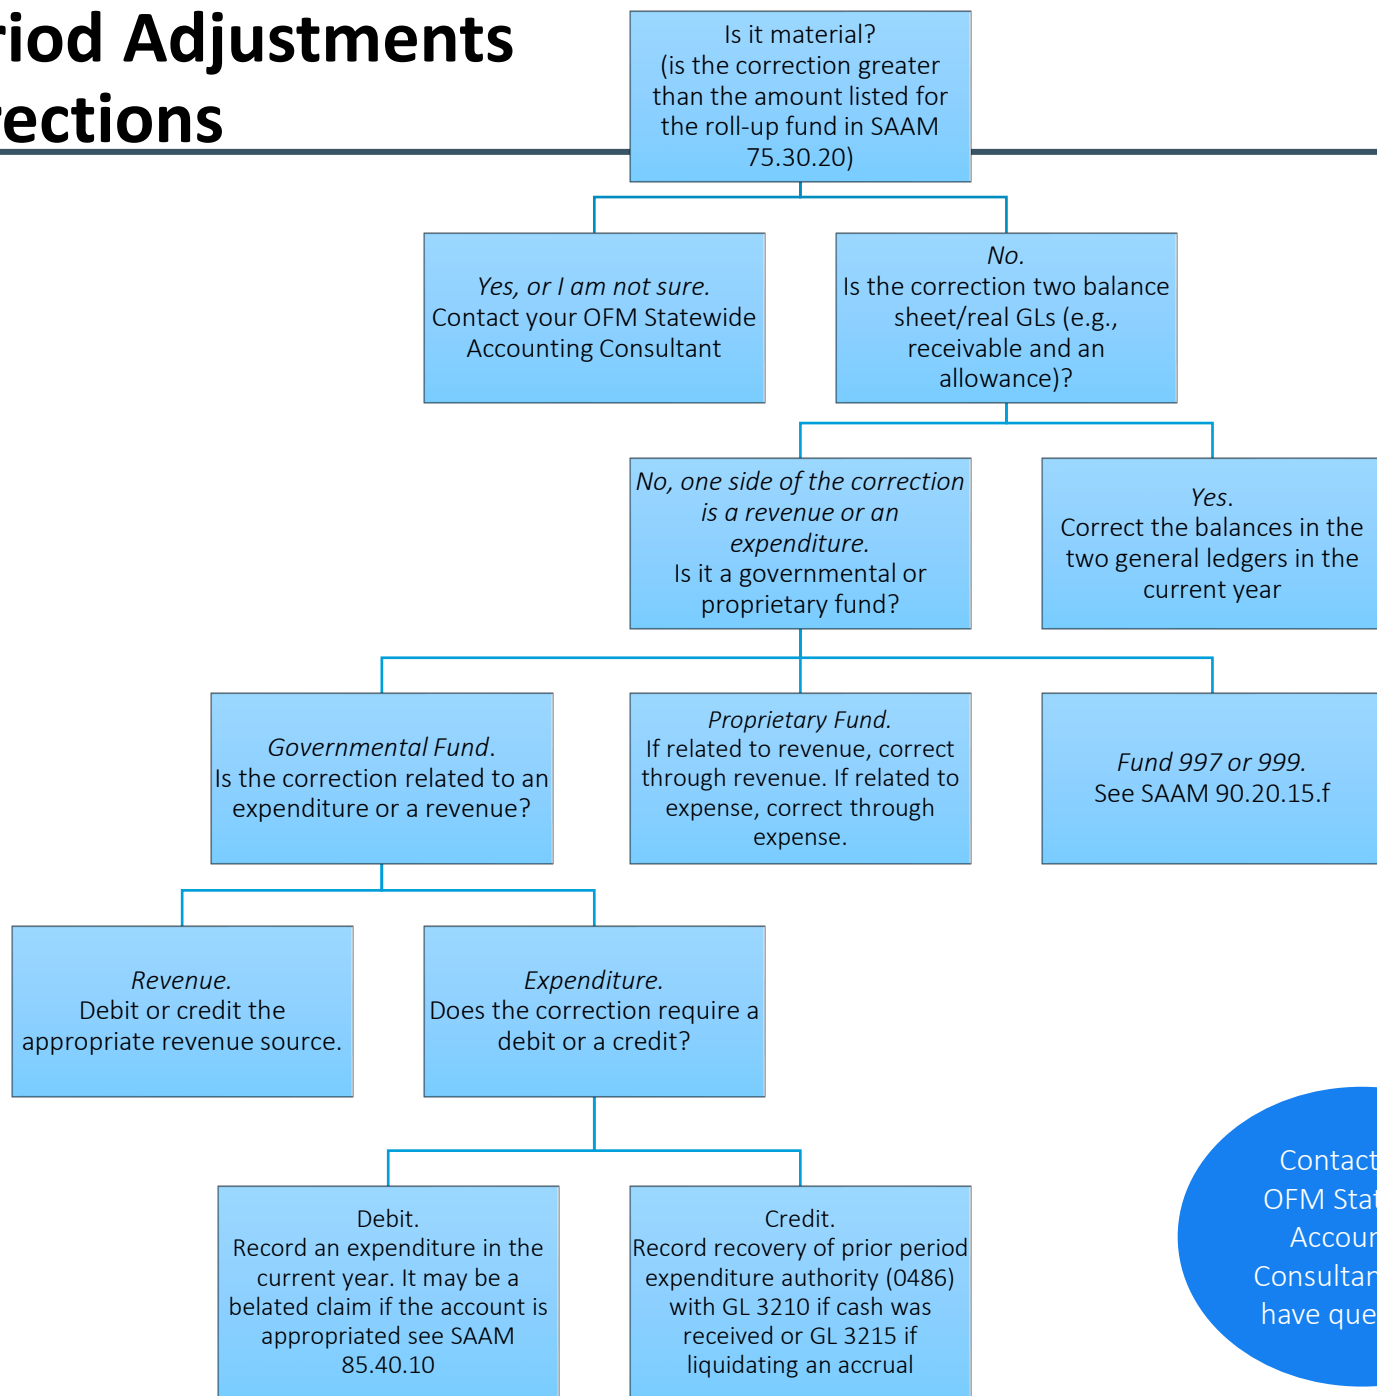 riod Adjustments
rections
Is it material?
(is the correction greater
than the amount listed for
the roll-up fund in SAAM
75.30.20)
Yes, or I am not sure.
Contact your OFM Statewide
Accounting Consultant
No.
Is the correction two balance
sheet/real GLs (e.g.,
receivable and an
allowance)?
No, one side of the correction
is a revenue or an
expenditure.
Is it a governmental or
proprietary fund?
Yes.
Correct the balances in the
two general ledgers in the
current year
Governmental Fund.
Is the correction related to an
expenditure or a revenue?
Proprietary Fund.
If related to revenue, correct
through revenue. If related to
expense, correct through
expense.
Fund 997 or 999.
See SAAM 90.20.15.f
Revenue.
Debit or credit the
appropriate revenue source.
Expenditure.
Does the correction require a
debit or a credit?
Debit.
Record an expenditure in the
current year. It may be a
belated claim if the account is
appropriated see SAAM
85.40.10
Credit.
Record recovery of prior period
expenditure authority (0486)
with GL 3210 if cash was
received or GL 3215 if
liquidating an accrual
Contact
OFM Stat
Accoun
Consultan
have que